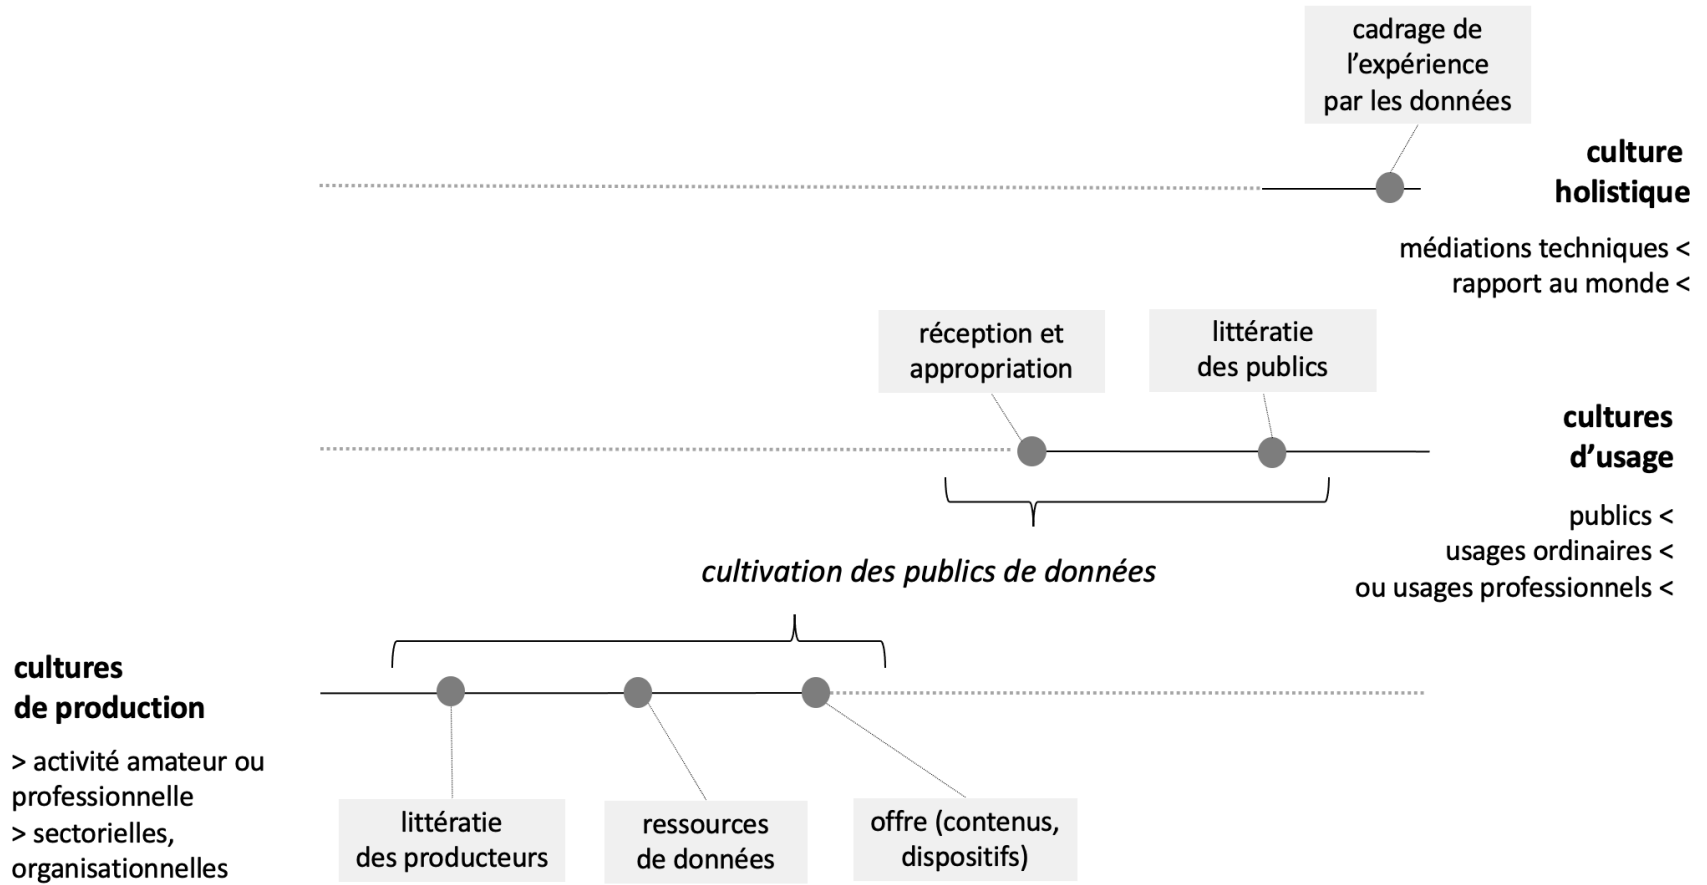 cadrage de
l’expérience
par les données
culture
holistique
médiations techniques <
rapport au monde <
réception et
appropriation
littératie
des publics
cultures
d’usage
publics <
usages ordinaires <
ou usages professionnels <
cultivation des publics de données
cultures
de production
> activité amateur ou
professionnelle
> sectorielles,
organisationnelles
littératie
des producteurs
ressources
de données
offre (contenus,
dispositifs)